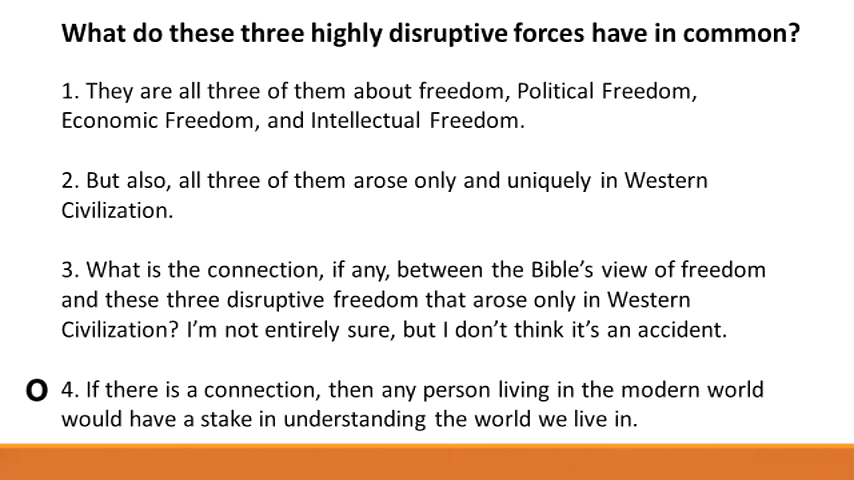 What do these three highly disruptive forces have in common?
1. They are all three of them about freedom, Political Freedom,
Economic Freedom, and Intellectual Freedom.
2. But also, all three of them arose only and uniquely in Western
Civilization.
3. What is the connection, if any, between the Bible’s view of freedom
and these three disruptive freedom that arose only in Western
Civilization? I’m not entirely sure, but I don’t think it’s an accident.
O 4. If there is a connection, then any person living in the modern world
would have a stake in understanding the world we live in.